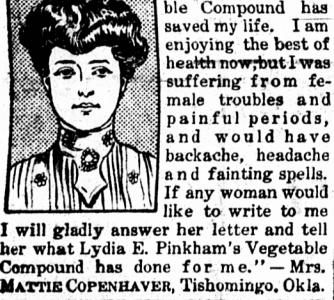 ble Compound has
saved my life. I am
enjoying the best of
health now, but I was
suffering from fe-
male troubles and
painful periods,
and would have
backache, headache
and fainting spells.
If any woman would
like to write to me
I will gladly answer her letter and tell
her what Lydia E. Pinkham's Vegetable
Compound has done for me." — Mrs.
MATTIE COPENHAVER, Tishomingo, Okla.